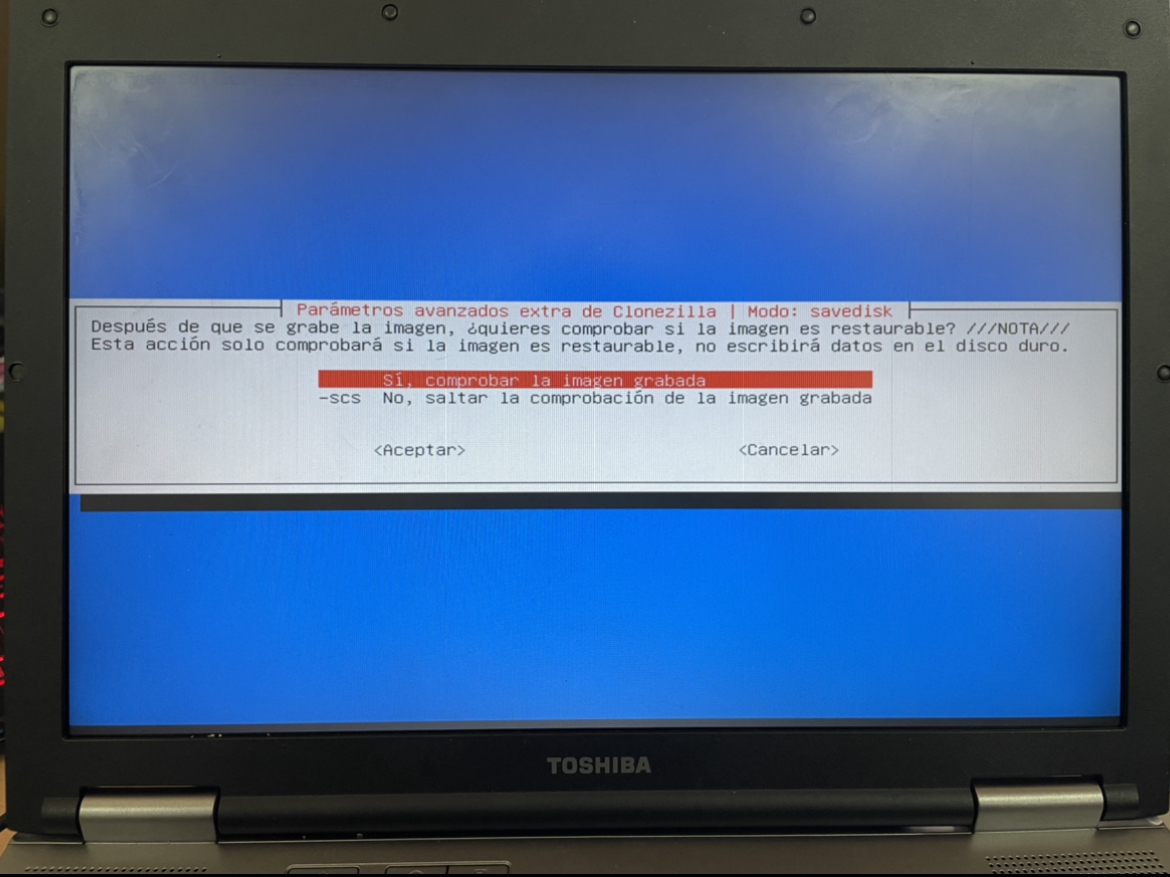 Parámetros avanzados extra de Clonezilla | Modo: savedisk
Después de que se grabe la imagen, ¿quieres comprobar si la imagen es restaurable? ///NOTA///
Esta acción solo comprobará si la imagen es restaurable, no escribirá datos en el disco duro.
Sí, comprobar la imagen grabada
-scs No, saltar la comprobación de la imagen grabada
<Aceptar> <Cancelar>
TOSHIBA